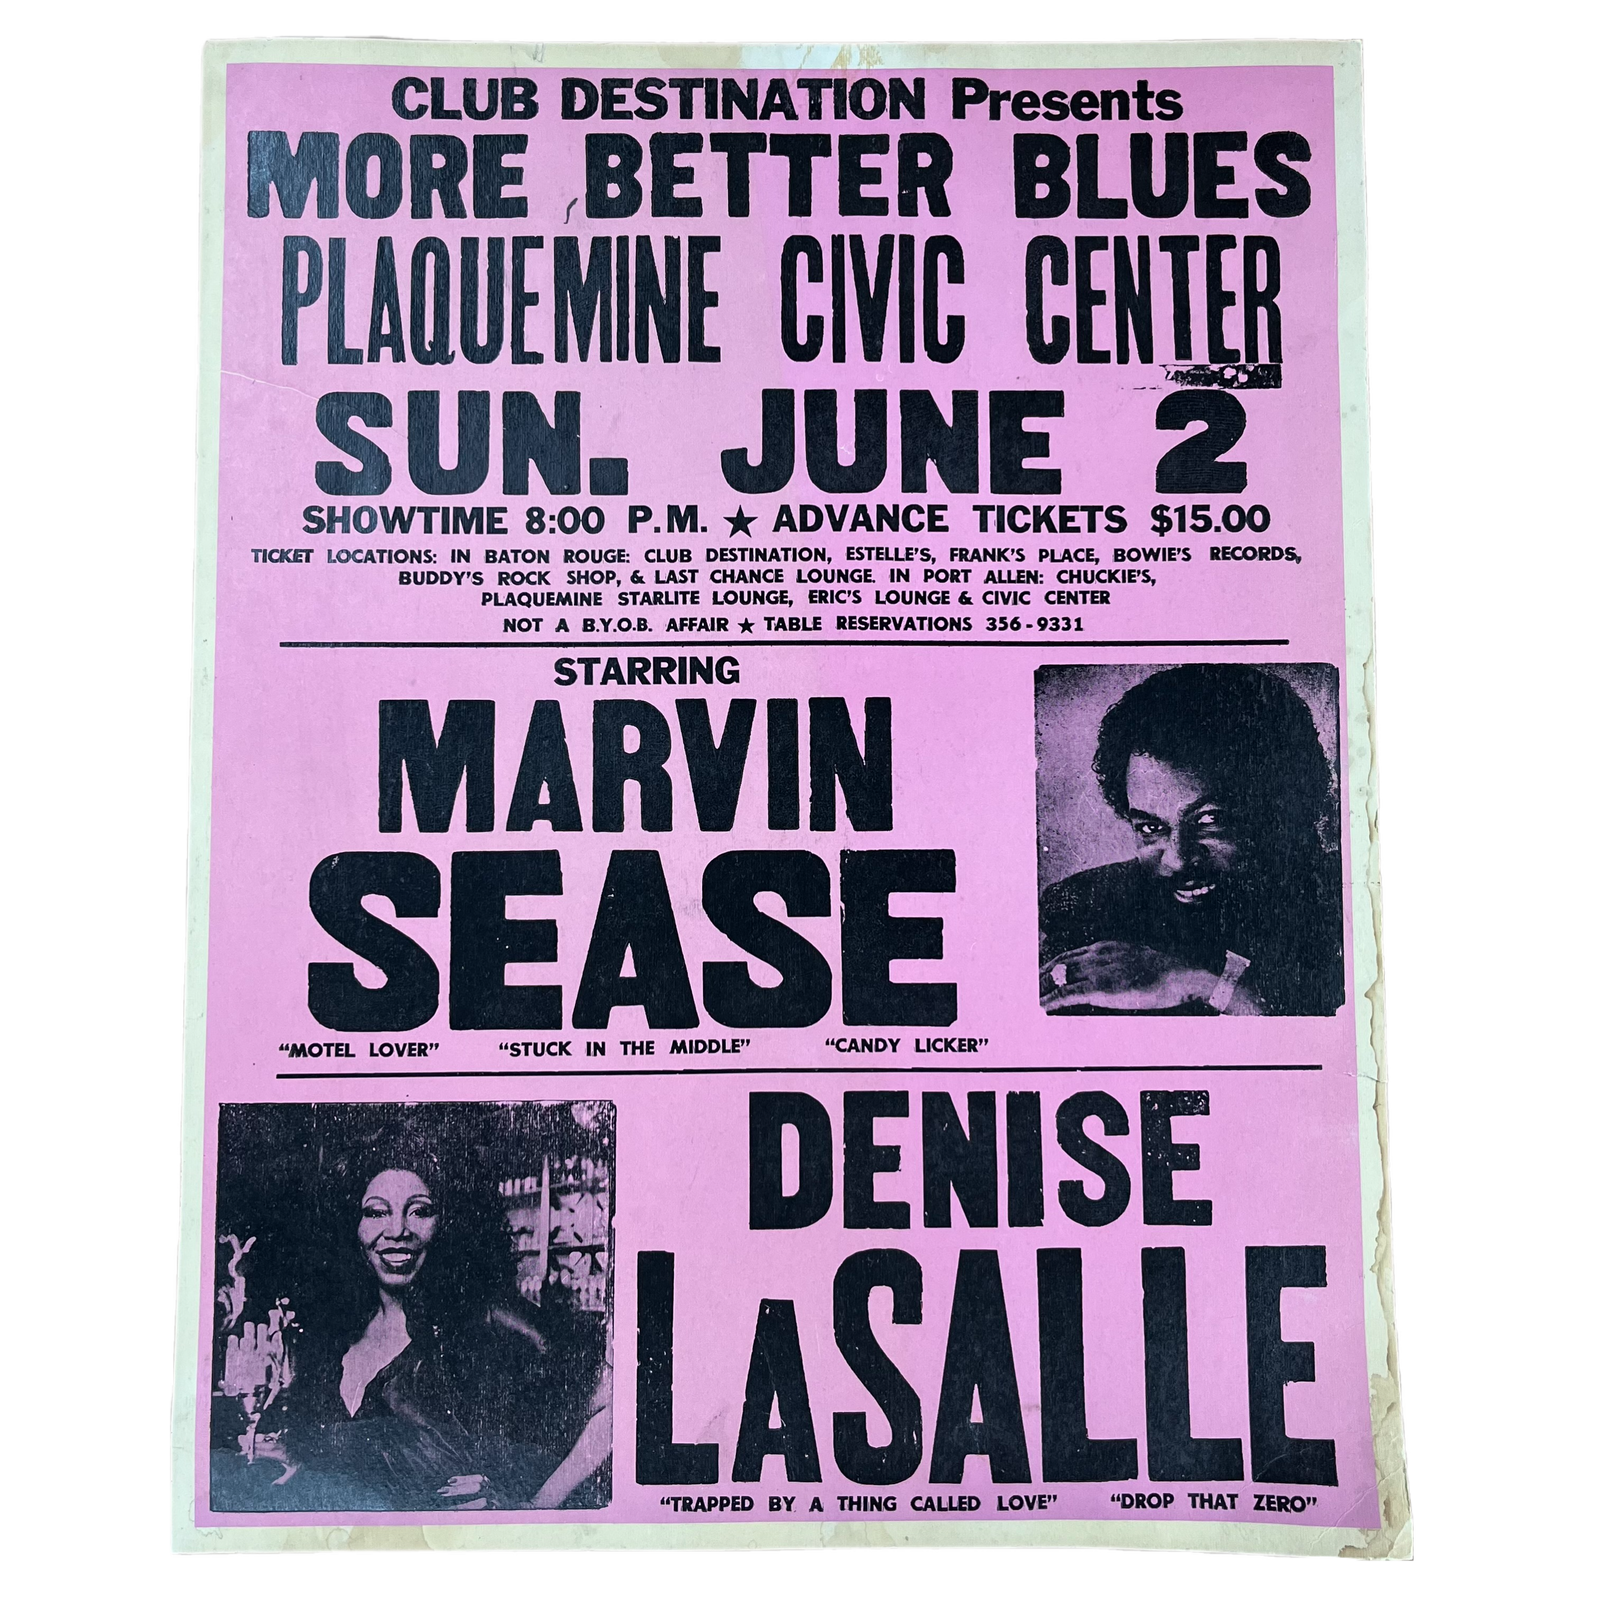 CLUB DESTINATION Presents
MORE BETTER BLUES
PLAQUEMINE CIVIC CENTER
SUN. JUNE 2
SHOWTIME 8:00 P.M. ★ ADVANCE TICKETS $15.00
TICKET LOCATIONS: IN BATON ROUGE: CLUB DESTINATION, ESTELLE'S, FRANK'S PLACE, BOWIE'S RECORDS,
BUDDY'S ROCK SHOP, & LAST CHANCE LOUNGE. IN PORT ALLEN: CHUCKIE'S,
PLAQUEMINE STARLITE LOUNGE, ERIC'S LOUNGE & CIVIC CENTER
NOT A B.Y.O.B. AFFAIR ★ TABLE RESERVATIONS 356-9331
STARRING
MARVIN
SEASE
"MOTEL LOVER" "STUCK IN THE MIDDLE" "CANDY LICKER"
DENISE
LASALLE
"TRAPPED BY A THING CALLED LOVE" "DROP THAT ZERO"